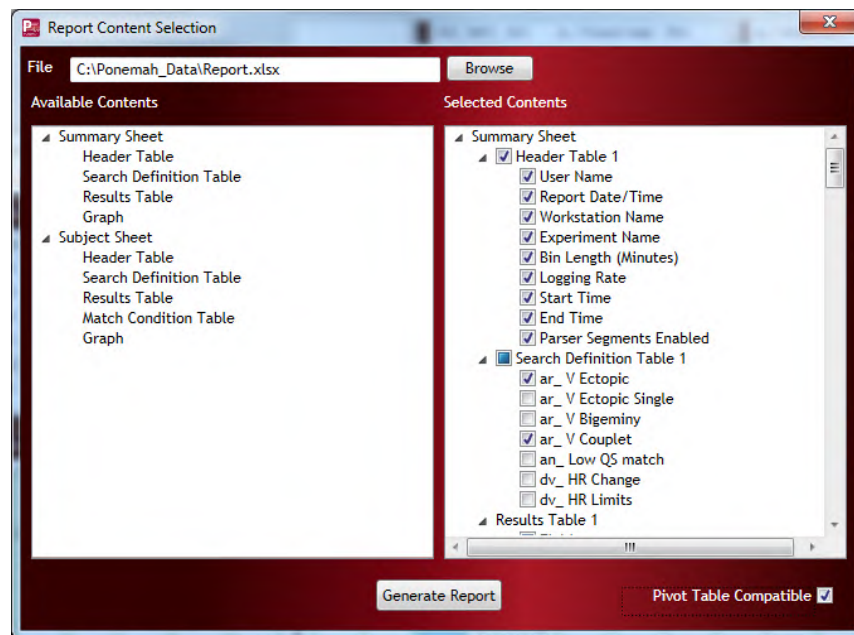 Report Content Selection
File C:\Ponemah_Data\Report.xlsx Browse
Available Contents
Summary Sheet
Header Table
Search Definition Table
Results Table
Graph
Subject Sheet
Header Table
Search Definition Table
Results Table
Match Condition Table
Graph
Selected Contents
Summary Sheet
Header Table 1
User Name
Report Date/Time
Workstation Name
Experiment Name
Bin Length (Minutes)
Logging Rate
Start Time
End Time
Parser Segments Enabled
Search Definition Table 1
ar_ V Ectopic
ar_ V Ectopic Single
ar_ V Bigeminy
ar_ V Couplet
an_ Low QS match
dv_ HR Change
dv_ HR Limits
Results Table 1
Generate Report
Pivot Table Compatible